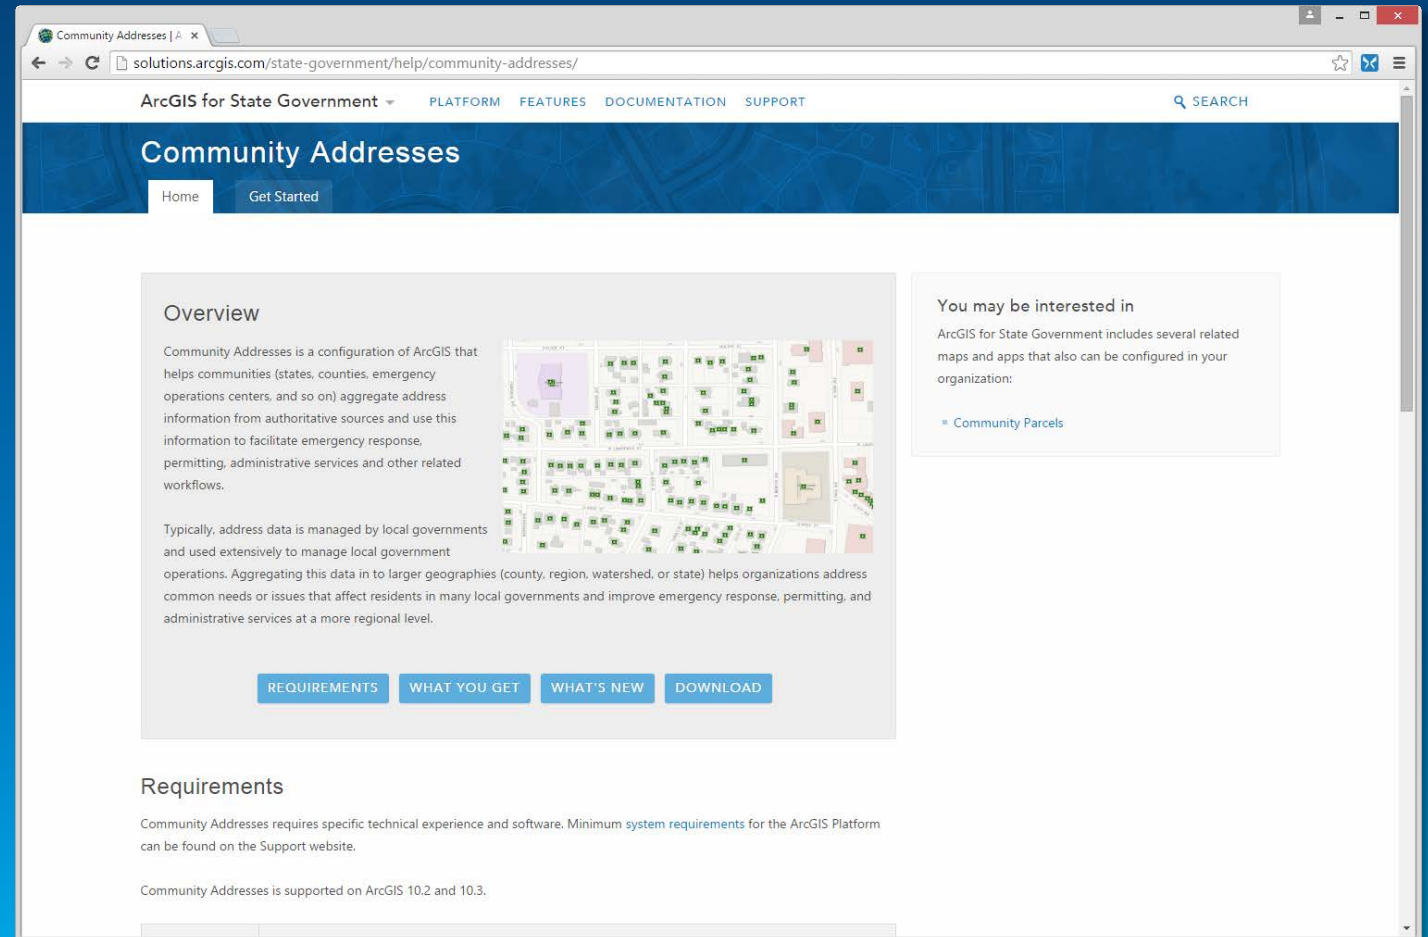 Community Addresses | A
solutions.arcgis.com/state-government/help/community-addresses/
ArcGIS for State Government PLATFORM FEATURES DOCUMENTATION SUPPORT SEARCH
Community Addresses
Home Get Started
Overview
Community Addresses is a configuration of ArcGIS that
helps communities (states, counties, emergency
operations centers, and so on) aggregate address
information from authoritative sources and use this
information to facilitate emergency response,
permitting, administrative services and other related
workflows.
Typically, address data is managed by local governments
and used extensively to manage local government
operations. Aggregating this data in to larger geographies (county, region, watershed, or state) helps organizations address
common needs or issues that affect residents in many local governments and improve emergency response, permitting, and
administrative services at a more regional level.
REQUIREMENTS WHAT YOU GET WHAT'S NEW DOWNLOAD
You may be interested in
ArcGIS for State Government includes several related
maps and apps that also can be configured in your
organization:
Community Parcels
Requirements
Community Addresses requires specific technical experience and software. Minimum system requirements for the ArcGIS Platform
can be found on the Support website.
Community Addresses is supported on ArcGIS 10.2 and 10.3.